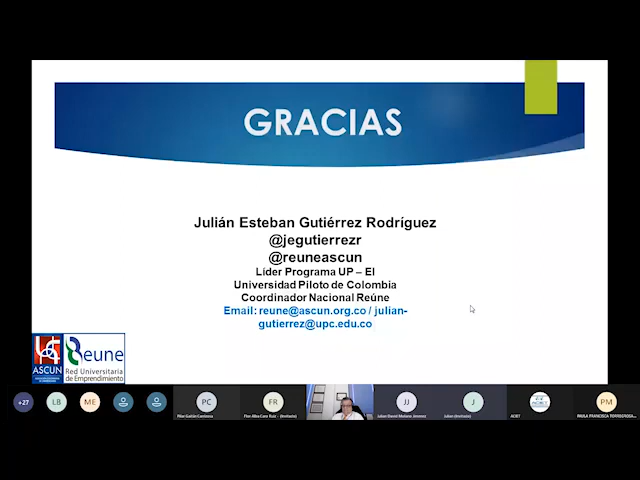 GRACIAS
Julián Esteban Gutiérrez Rodríguez
@jegutierrezr
@reuneascun
Líder Programa UP – EI
Universidad Piloto de Colombia
Coordinador Nacional Reúne
Email: reune@ascun.org.co / julian-
gutierrez@upc.edu.co
ASCUN
Reune
Red Universitaria
de Emprendimiento
+27
LB
ME
PC
FR
JJ
J
PM